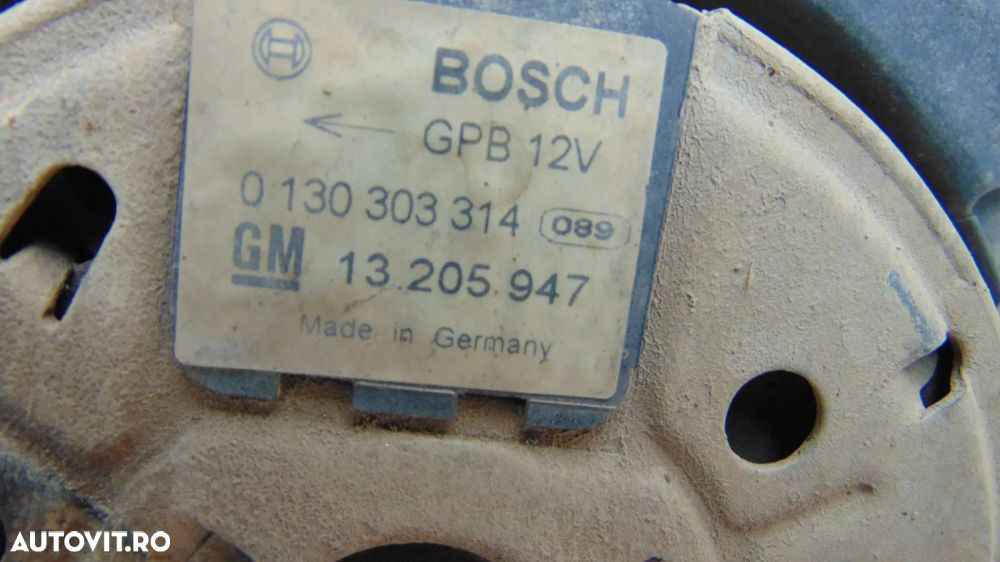 BOSCH
GPB 12V
0 130 303 314 089
GM 13 205 947
Made in Germany
AUTOVIT.RO